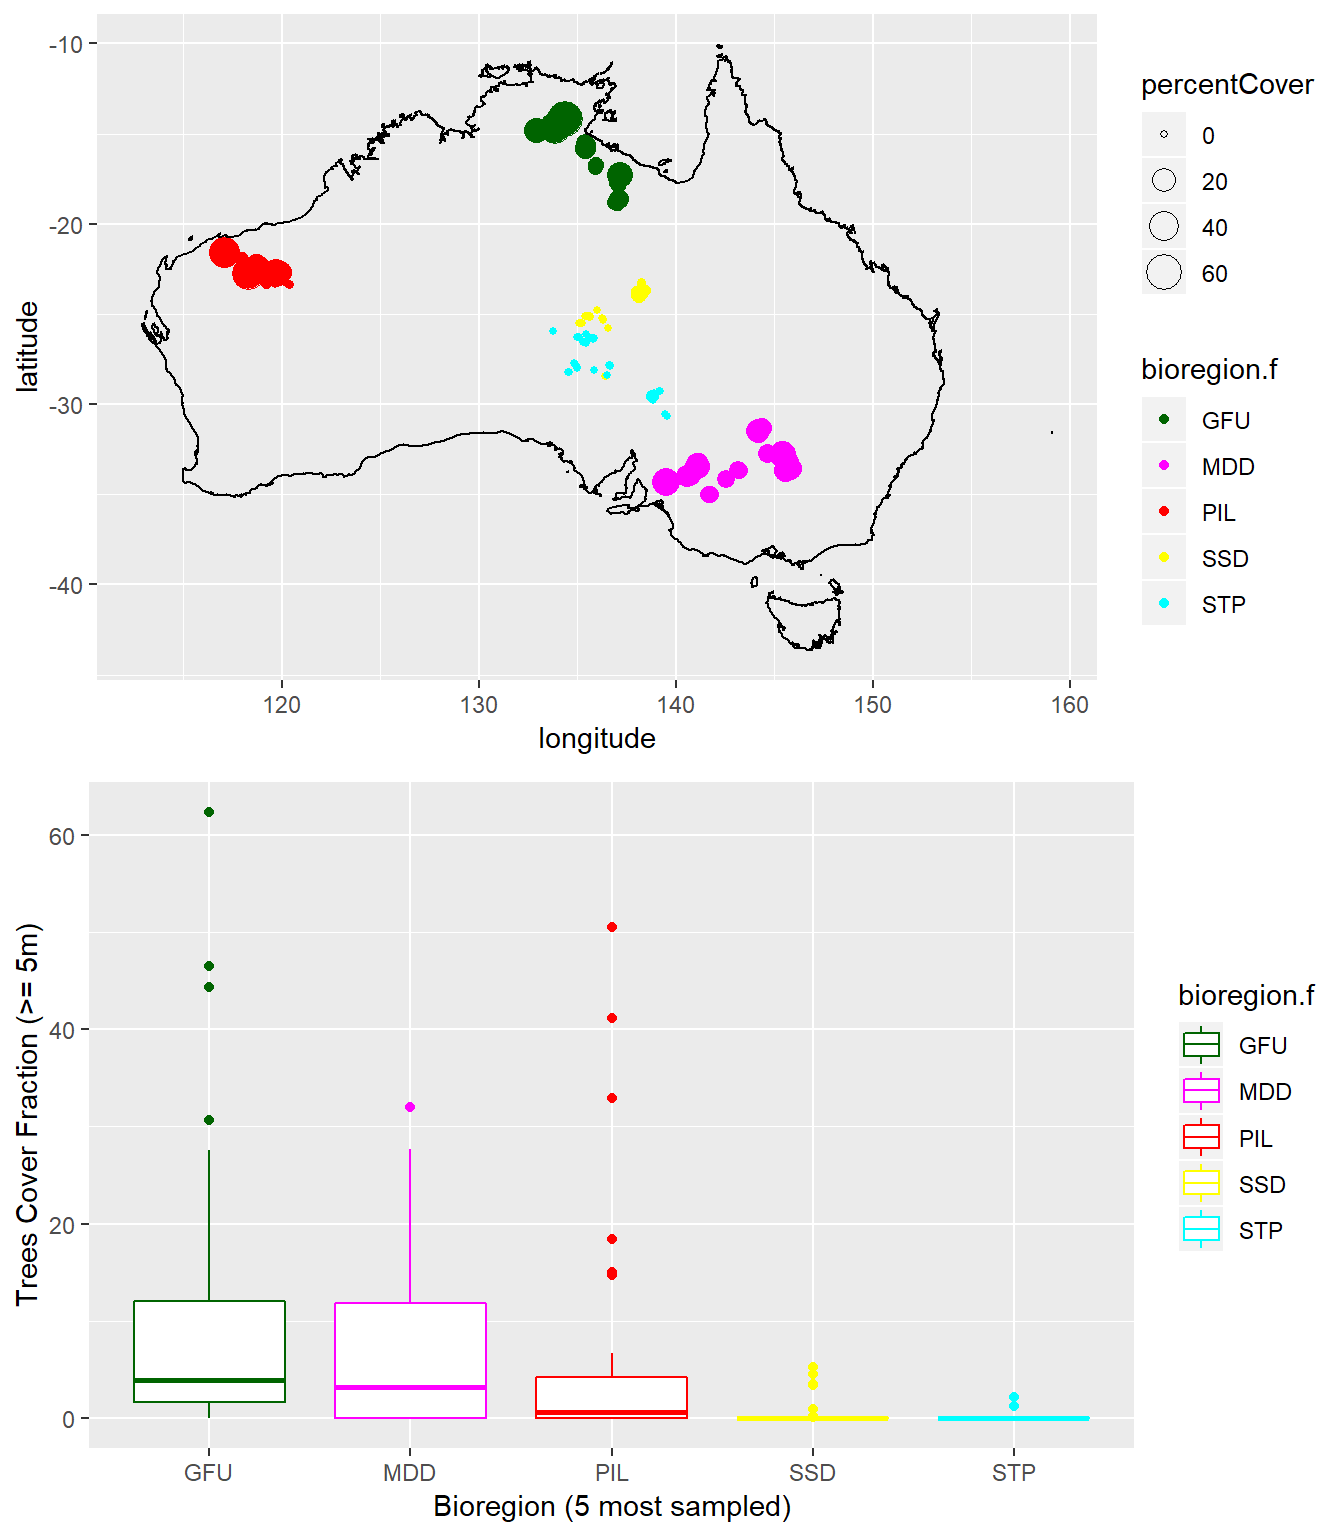 -10
-20
-30
-40
latitude
120
130
140
150
160
longitude
percentCover
0
20
40
60
bioregion.f
GFU
MDD
PIL
SSD
STP
60
40
20
0
Trees Cover Fraction (>= 5m)
GFU
MDD
PIL
SSD
STP
Bioregion (5 most sampled)
bioregion.f
GFU
MDD
PIL
SSD
STP